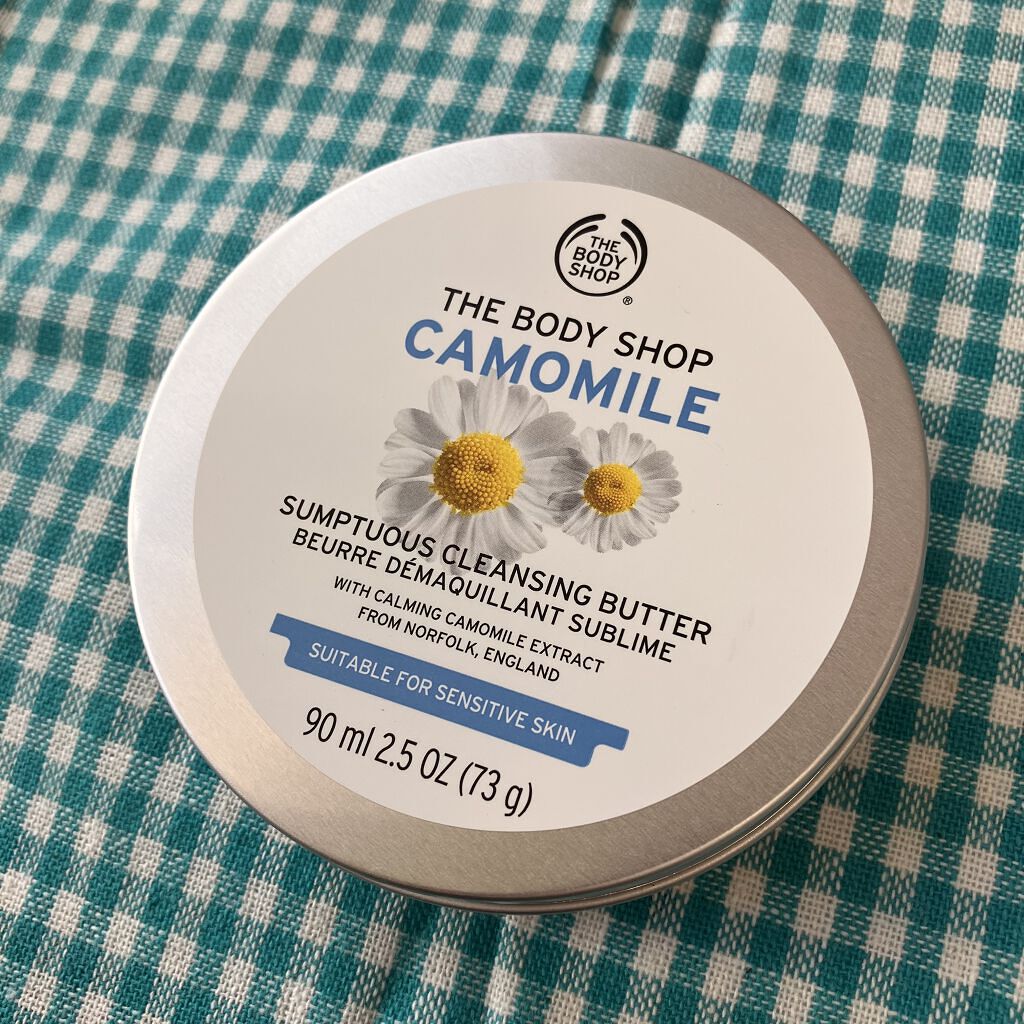 THE
BODY
SHOP
®
THE BODY SHOP
CAMOMILE
SUMPTUOUS CLEANSING BUTTER
BEURRE DÉMAQUILLANT SUBLIME
WITH CALMING CAMOMILE EXTRACT
FROM NORFOLK, ENGLAND
SUITABLE FOR SENSITIVE SKIN
90 ml 2.5 OZ (73 g)